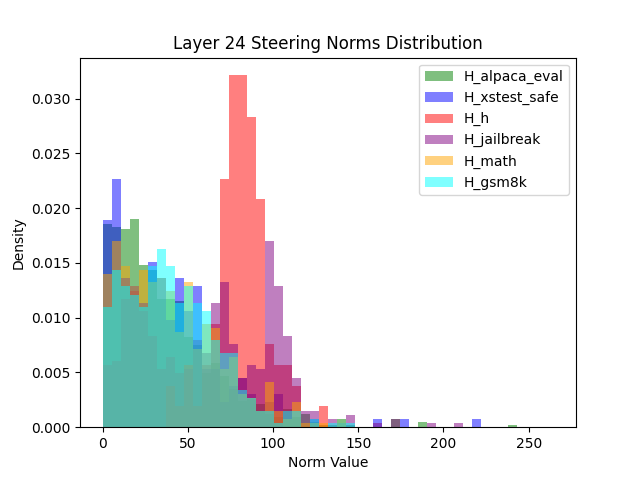 Layer 24 Steering Norms Distribution
H_alpaca_eval
H_xstest_safe
H_h
H_jailbreak
H_math
H_gsm8k
Density
0.030
0.025
0.020
0.015
0.010
0.005
0.000
0
50
100
150
200
250
Norm Value